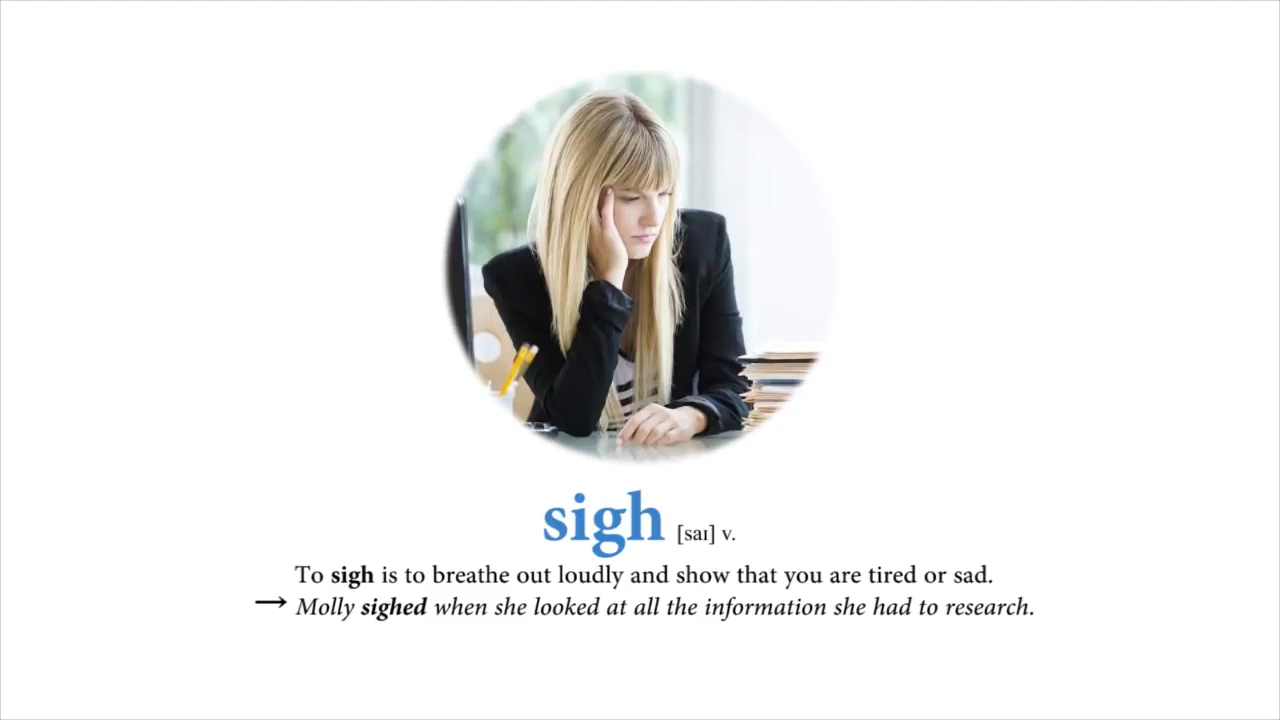 sigh [saɪ] v.
To sigh is to breathe out loudly and show that you are tired or sad.
→ Molly sighed when she looked at all the information she had to research.